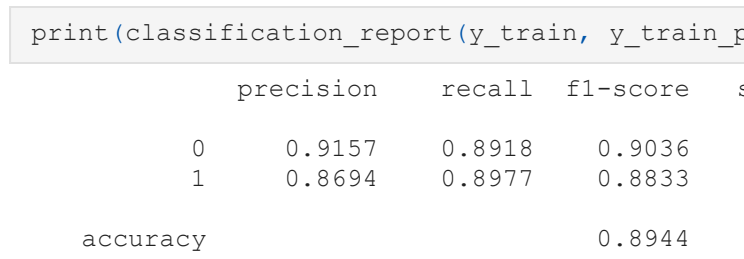 print(classification_report(y_train, y_train_p
precision recall f1-score s
0 0.9157 0.8918 0.9036
1 0.8694 0.8977 0.8833
accuracy 0.8944